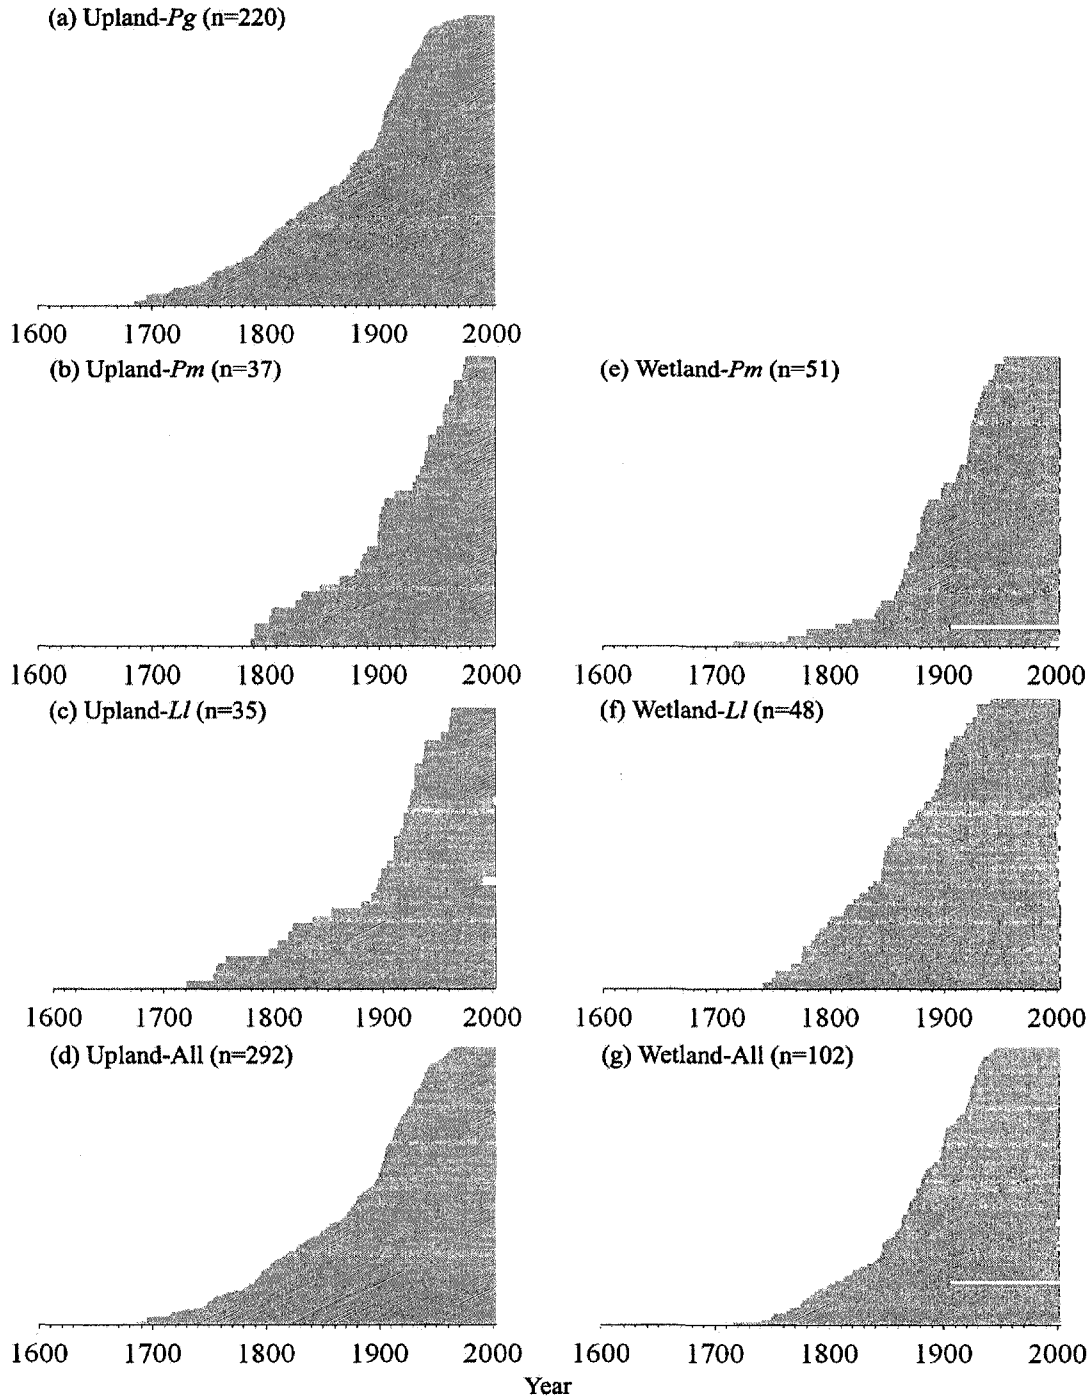 (a) Upland-Pg (n=220)
1600 1700 1800 1900 2000
(b) Upland-Pm (n=37)
(e) Wetland-Pm (n=51)
1600 1700 1800 1900 2000
1600 1700 1800 1900 2000
(c) Upland-Ll (n=35)
(f) Wetland-Ll (n=48)
1600 1700 1800 1900 2000
1600 1700 1800 1900 2000
(d) Upland-All (n=292)
(g) Wetland-All (n=102)
1600 1700 1800 1900 2000
1600 1700 1800 1900 2000
Year